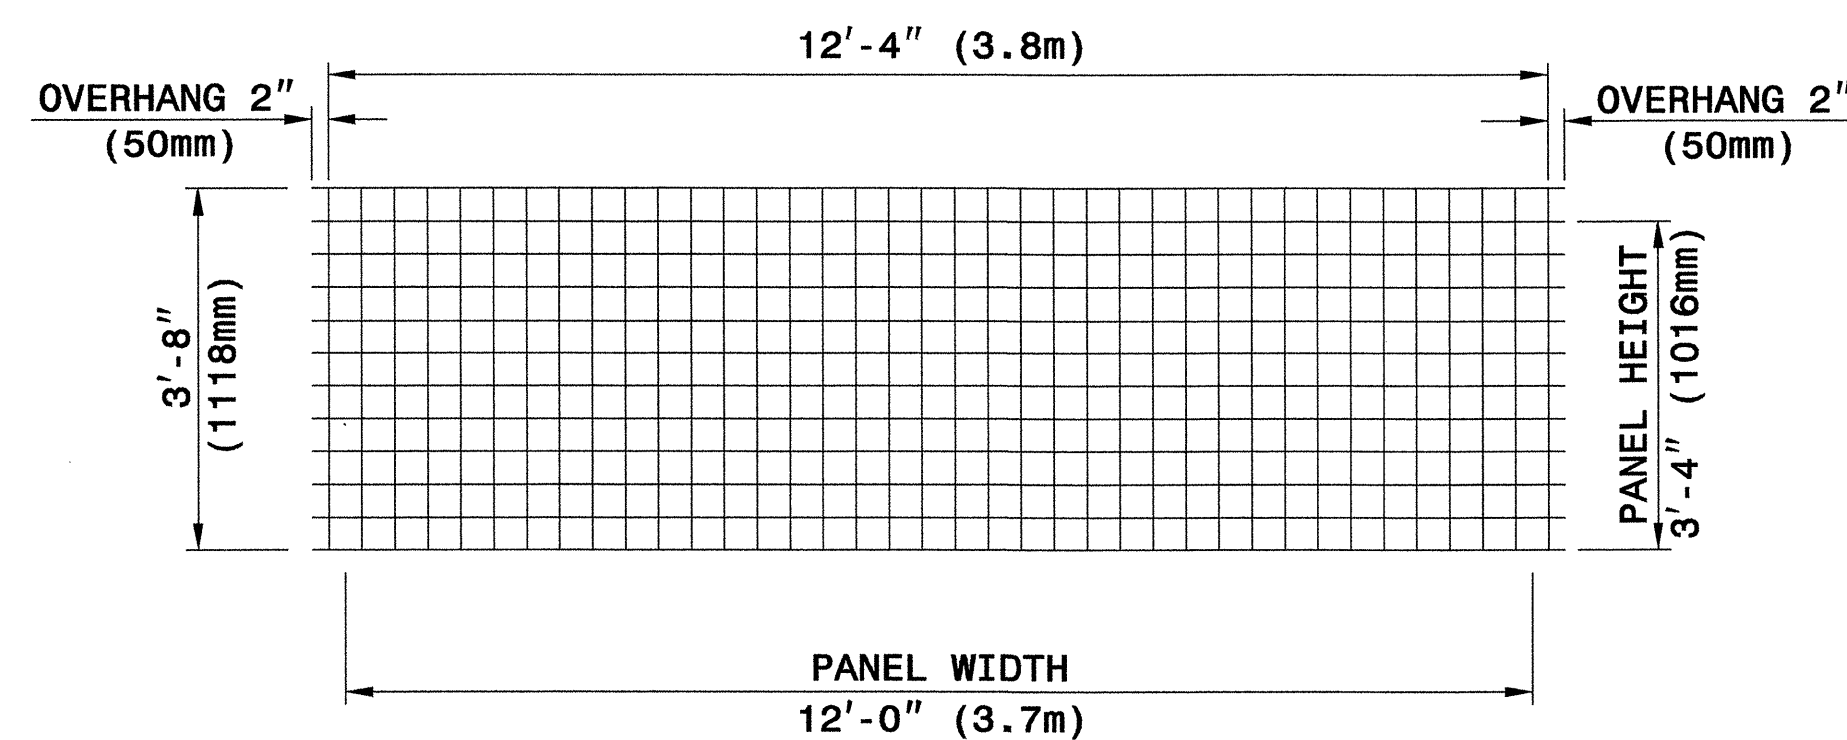 12'-4" (3.8m)
OVERHANG 2"
(50mm)
OVERHANG 2"
(50mm)
3'-8"
(1118mm)
PANEL HEIGHT
3'-4" (1016mm)
PANEL WIDTH
12'-0" (3.7m)